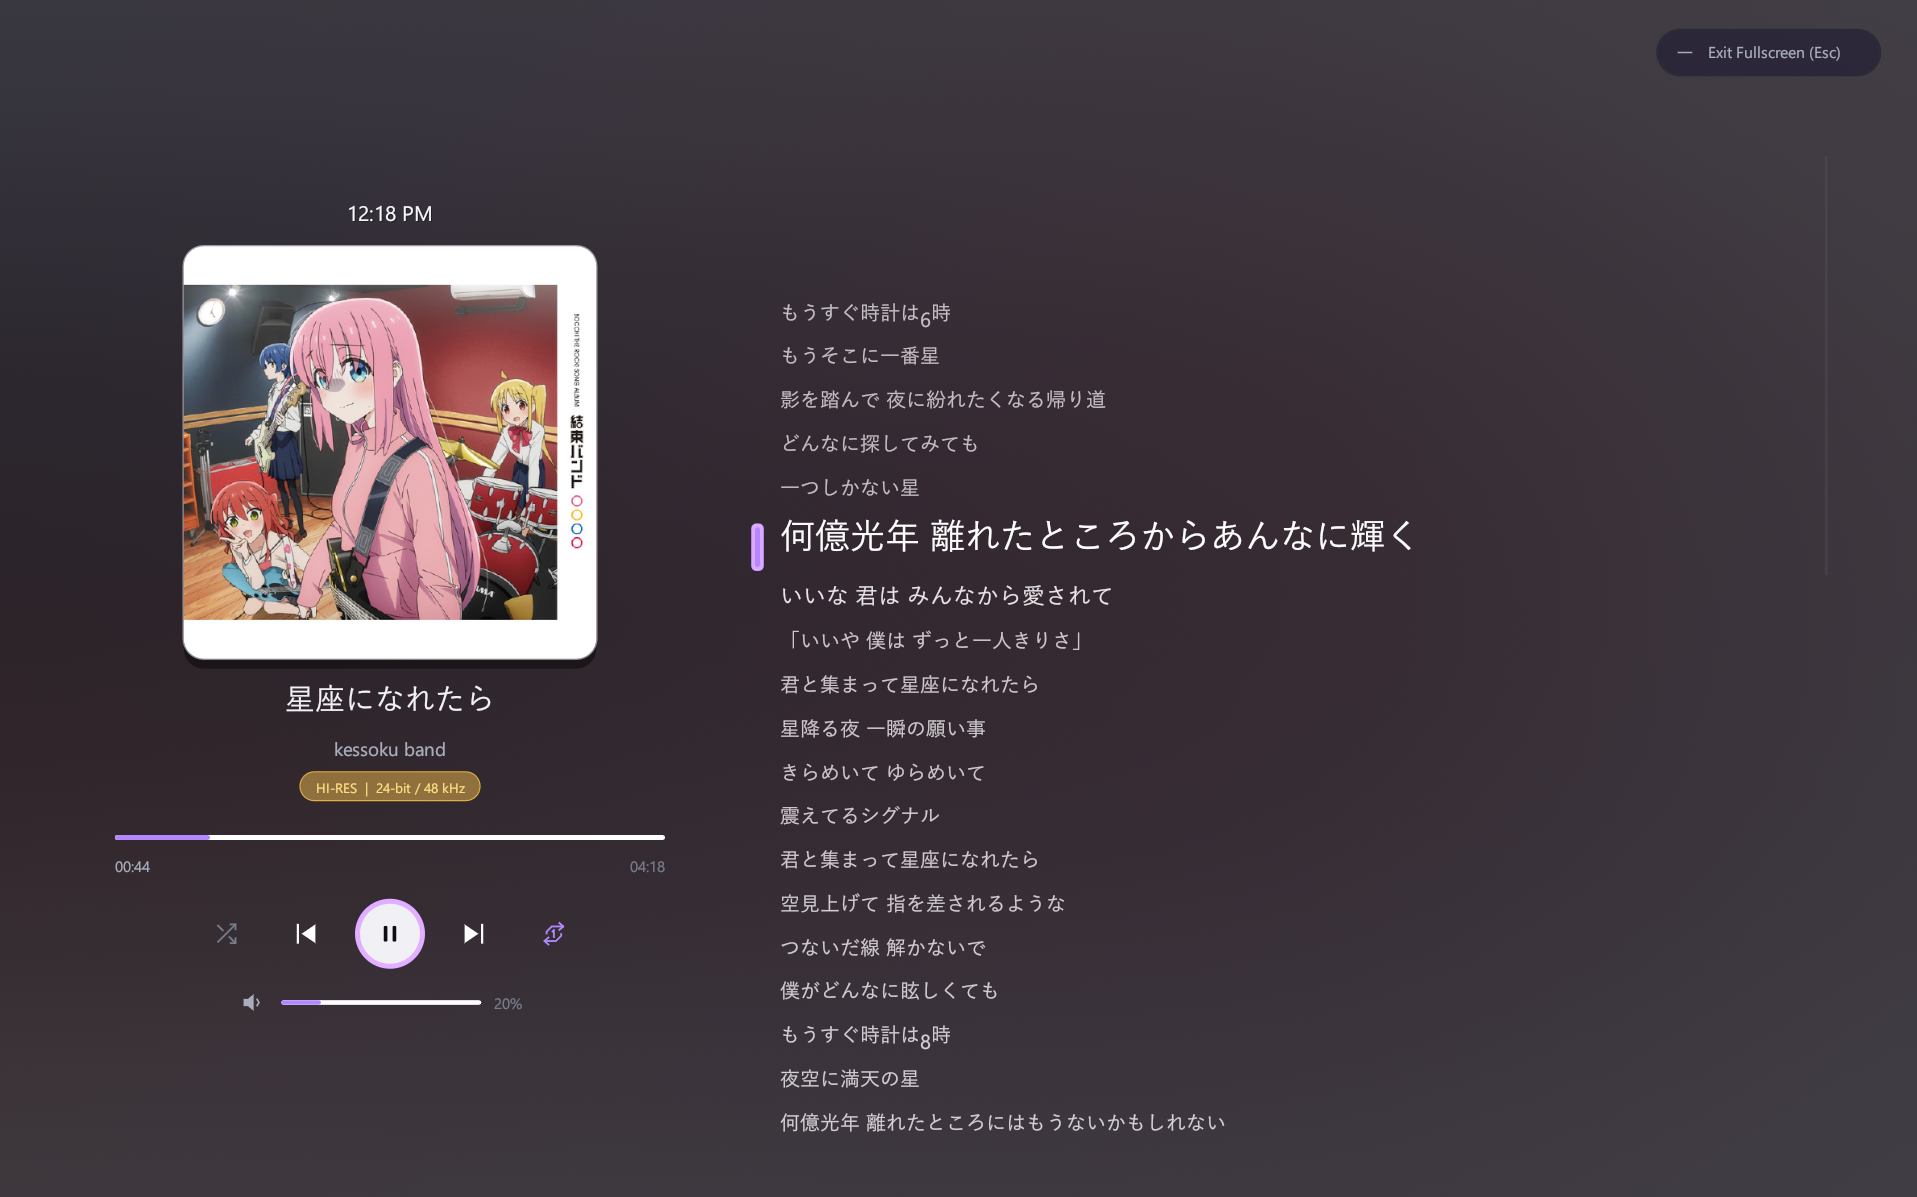 Exit Fullscreen (Esc)
12:18 PM
BOCCHI THE ROCK! SONG ALBUM
結束バンド
星座になれたら
kessoku band
HI-RES | 24-bit / 48 kHz
00:44
04:18
1
20%
もうすぐ時計は6時
もうそこに一番星
影を踏んで 夜に紛れたくなる帰り道
どんなに探してみても
一つしかない星
何億光年 離れたところからあんなに輝く
いいな 君は みんなから愛されて
「いいや 僕は ずっと一人きりさ」
君と集まって星座になれたら
星降る夜 一瞬の願い事
きらめいて ゆらめいて
震えてるシグナル
君と集まって星座になれたら
空見上げて 指を差されるような
つないだ線 解かないで
僕がどんなに眩しくても
もうすぐ時計は8時
夜空に満天の星
何億光年 離れたところにはもうないかもしれない